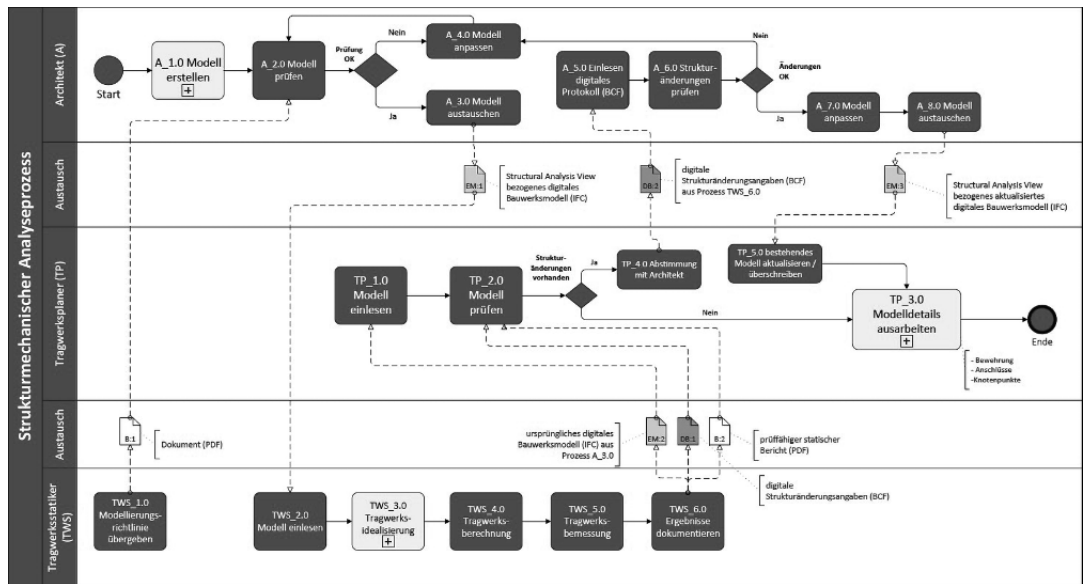 Strukturmechanischer Analyseprozess
Architekt (A)
Start
A_1.0 Modell
erstellen
A_2.0 Modell
prüfen
Prüfung
OK
Nein
A_4.0 Modell
anpassen
Ja
A_3.0 Modell
austauschen
A_5.0 Einlesen
digitales
Protokoll (BCF)
A_6.0 Struktur-
änderungen
prüfen
Nein
Änderungen
OK
Ja
A_7.0 Modell
anpassen
A_8.0 Modell
austauschen
Austausch
EM:1
Structural Analysis View
bezogenes digitales
Bauwerksmodell (IFC)
DB:2
digitale
Strukturänderungsangaben (BCF)
aus Prozess TWS_6.0
EM:3
Structural Analysis View
bezogenes aktualisiertes
digitales Bauwerksmodell (IFC)
Tragwerksplaner (TP)
TP_1.0
Modell
einlesen
TP_2.0
Modell
prüfen
Struktur-
änderungen
vorhanden
Ja
TP_4.0 Abstimmung
mit Architekt
Nein
TP_5.0 bestehendes
Modell aktualisieren /
überschreiben
TP_3.0
Modelldetails
ausarbeiten
Ende
- Bewehrung
- Anschlüsse
-Knotenpunkte
Austausch
B:1
Dokument (PDF)
ursprüngliches digitales
Bauwerksmodell (IFC) aus
Prozess A_3.0
EM:2
DB:1
B:2
prüffähiger statischer
Bericht (PDF)
digitale
Strukturänderungsangaben (BCF)
Tragwerksstatiker
(TWS)
TWS_1.0
Modellierungs-
richtlinie
übergeben
TWS_2.0
Modell einlesen
TWS_3.0
Tragwerks-
idealisierung
TWS_4.0
Tragwerks-
berechnung
TWS_5.0
Tragwerks-
bemessung
TWS_6.0
Ergebnisse
dokumentieren